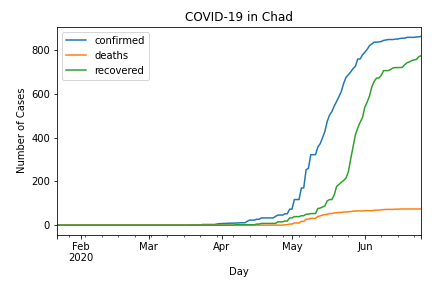 COVID-19 in Chad
confirmed
deaths
recovered
Number of Cases
800
600
400
200
0
Feb
2020
Mar
Apr
May
Jun
Day